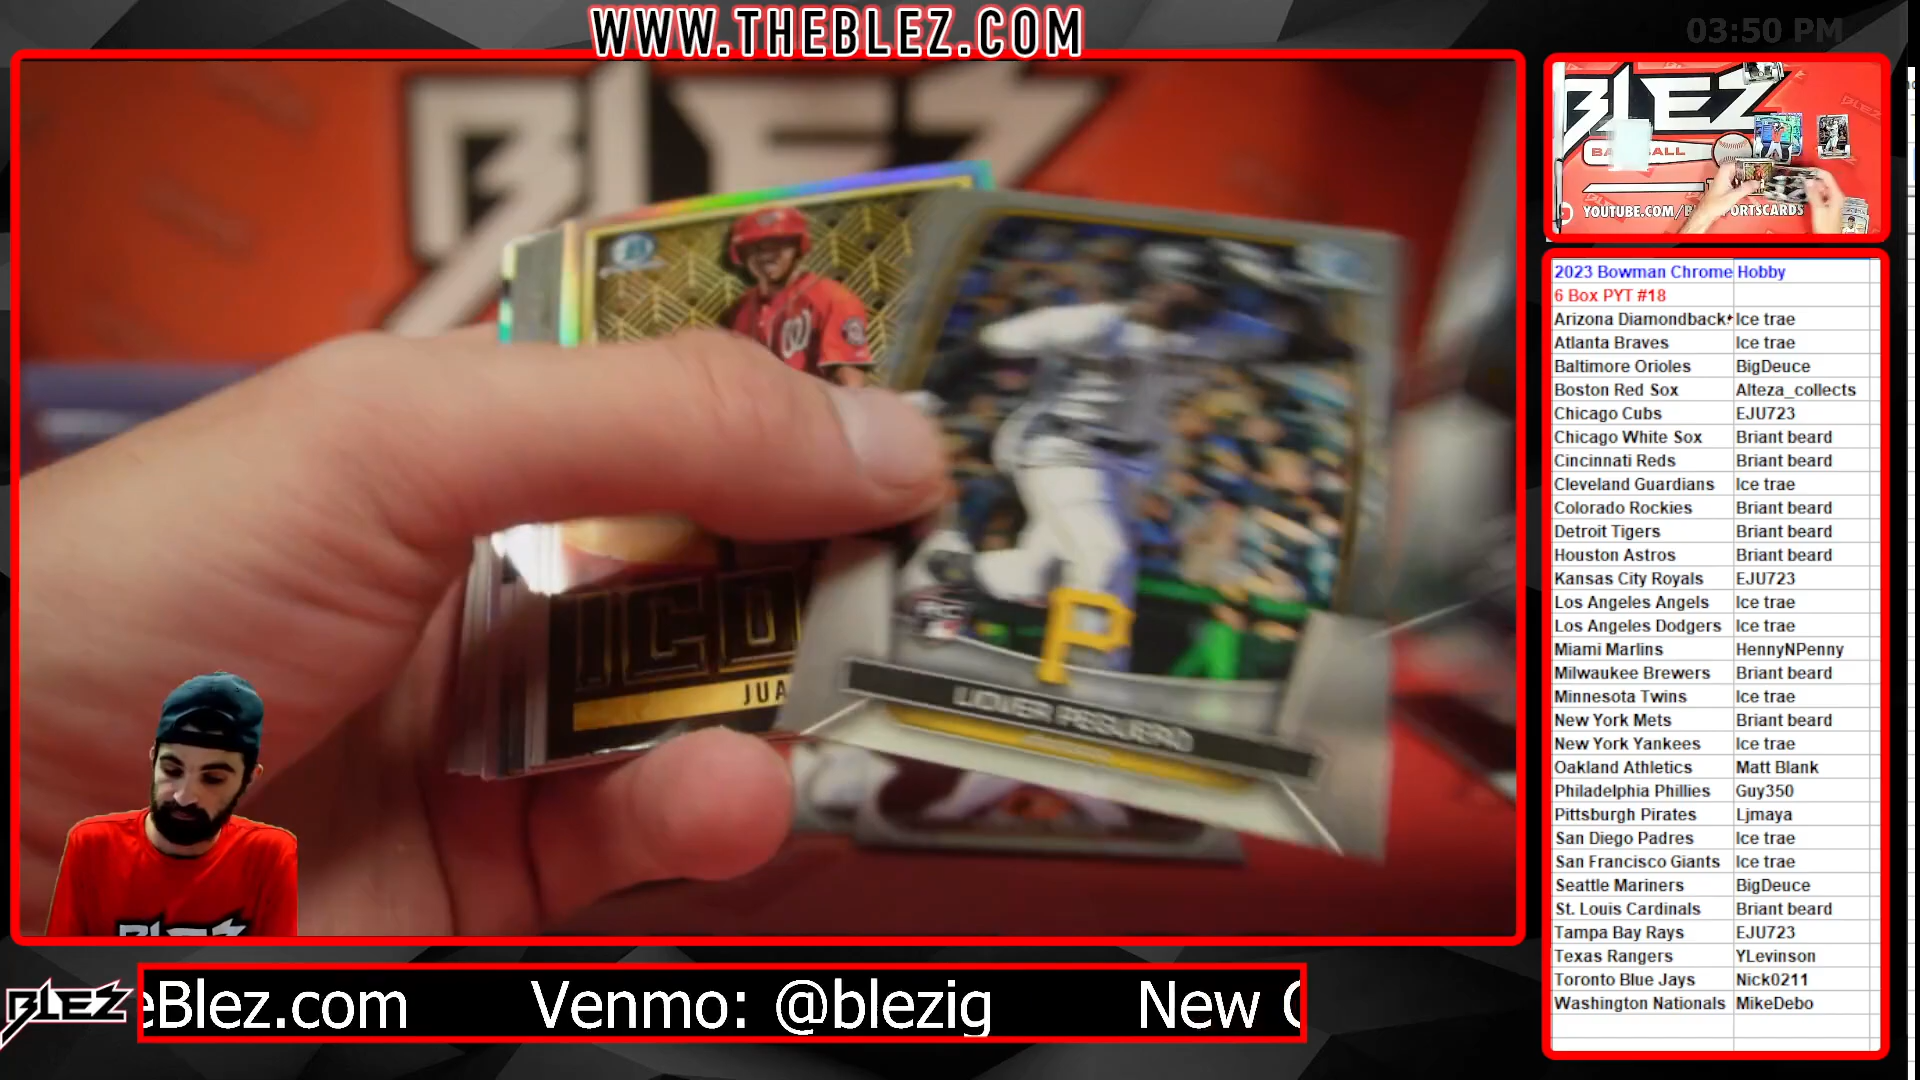 WWW.THEBLEZ.COM
03:50 PM
BLEZ
BLEZ
YOUTUBE.COM/
ICO
JUA
LIOVER PEGUERO
P
W
2023 Bowman Chrome Hobby
6 Box PYT #18
Arizona Diamondbacks Ice trae
Atlanta Braves Ice trae
Baltimore Orioles BigDeuce
Boston Red Sox Alteza_collects
Chicago Cubs EJU723
Chicago White Sox Briant beard
Cincinnati Reds Briant beard
Cleveland Guardians Ice trae
Colorado Rockies Briant beard
Detroit Tigers Briant beard
Houston Astros Briant beard
Kansas City Royals EJU723
Los Angeles Angels Ice trae
Los Angeles Dodgers Ice trae
Miami Marlins HennyNPenny
Milwaukee Brewers Briant beard
Minnesota Twins Ice trae
New York Mets Briant beard
New York Yankees Ice trae
Oakland Athletics Matt Blank
Philadelphia Phillies Guy350
Pittsburgh Pirates Ljmaya
San Diego Padres Ice trae
San Francisco Giants Ice trae
Seattle Mariners BigDeuce
St. Louis Cardinals Briant beard
Tampa Bay Rays EJU723
Texas Rangers YLevinson
Toronto Blue Jays Nick0211
Washington Nationals MikeDebo
BLEZ
BLEZ
eBlez.com Venmo: @blezig New